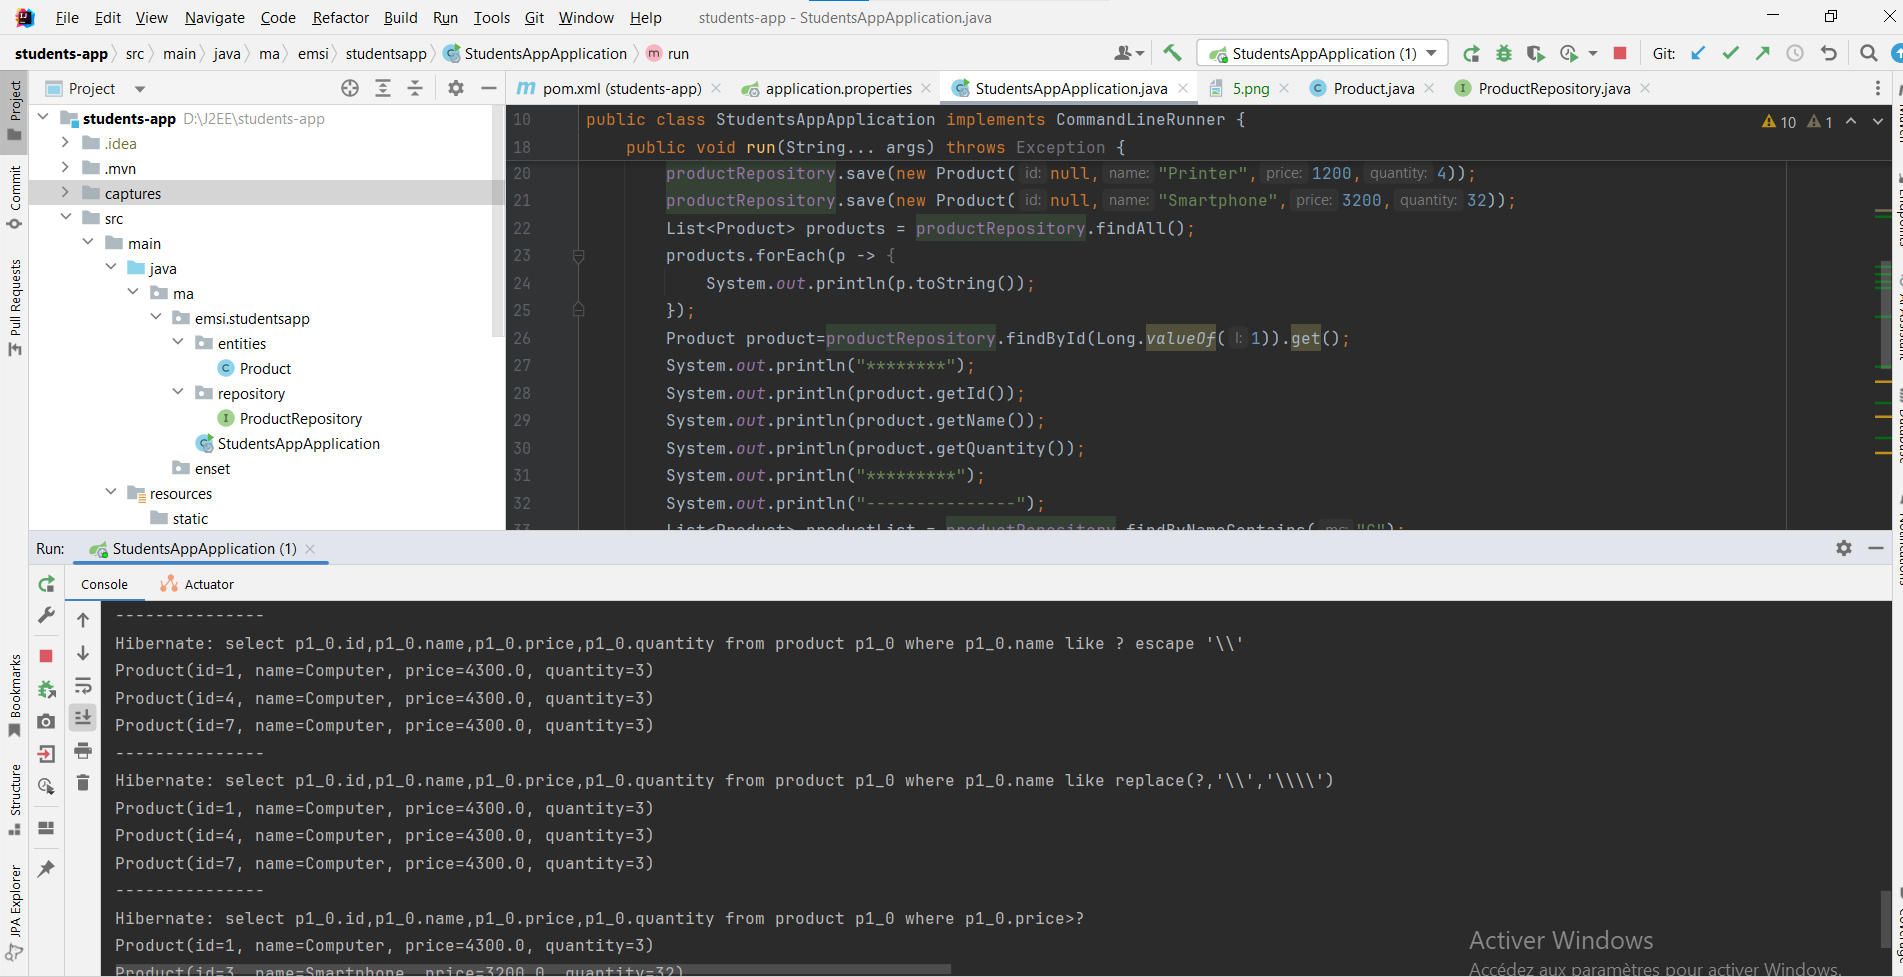 File Edit View Navigate Code Refactor Build Run Tools Git Window Help students-app - StudentsAppApplication.java
students-app src main java ma emsi studentsapp StudentsAppApplication m run StudentsAppApplication (1) Git:
Project
pom.xml (students-app) application.properties StudentsAppApplication.java 5.png Product.java ProductRepository.java
students-app D:\J2EE\students-app
.idea
.mvn
captures
src
main
java
ma
emsi.studentsapp
entities
Product
repository
ProductRepository
StudentsAppApplication
enset
resources
static
Project
Commit
Pull Requests
Bookmarks
Structure
JPA Explorer
10 public class StudentsAppApplication implements CommandLineRunner {
10 1
18 public void run(String... args) throws Exception {
20 productRepository.save(new Product( id: null, name: "Printer", price: 1200, quantity: 4));
21 productRepository.save(new Product( id: null, name: "Smartphone", price: 3200, quantity: 32));
22 List<Product> products = productRepository.findAll();
23 products.forEach(p -> {
24 System.out.println(p.toString());
25 });
26 Product product=productRepository.findById(Long.valueOf( l: 1)).get();
27 System.out.println("********");
28 System.out.println(product.getId());
29 System.out.println(product.getName());
30 System.out.println(product.getQuantity());
31 System.out.println("*********");
32 System.out.println("---------------");
33 List<Product> productList = productRepository.findByNameContains( mc: "C");
Run: StudentsAppApplication (1)
Console Actuator
---------------
Hibernate: select p1_0.id,p1_0.name,p1_0.price,p1_0.quantity from product p1_0 where p1_0.name like ? escape '\\'
Product(id=1, name=Computer, price=4300.0, quantity=3)
Product(id=4, name=Computer, price=4300.0, quantity=3)
Product(id=7, name=Computer, price=4300.0, quantity=3)
---------------
Hibernate: select p1_0.id,p1_0.name,p1_0.price,p1_0.quantity from product p1_0 where p1_0.name like replace(?,'\\','\\\\')
Product(id=1, name=Computer, price=4300.0, quantity=3)
Product(id=4, name=Computer, price=4300.0, quantity=3)
Product(id=7, name=Computer, price=4300.0, quantity=3)
---------------
Hibernate: select p1_0.id,p1_0.name,p1_0.price,p1_0.quantity from product p1_0 where p1_0.price>?
Product(id=1, name=Computer, price=4300.0, quantity=3)
Product(id=3, name=Smartphone, price=3200.0, quantity=32)
Activer Windows
Accédez aux paramètres pour activer Windows.